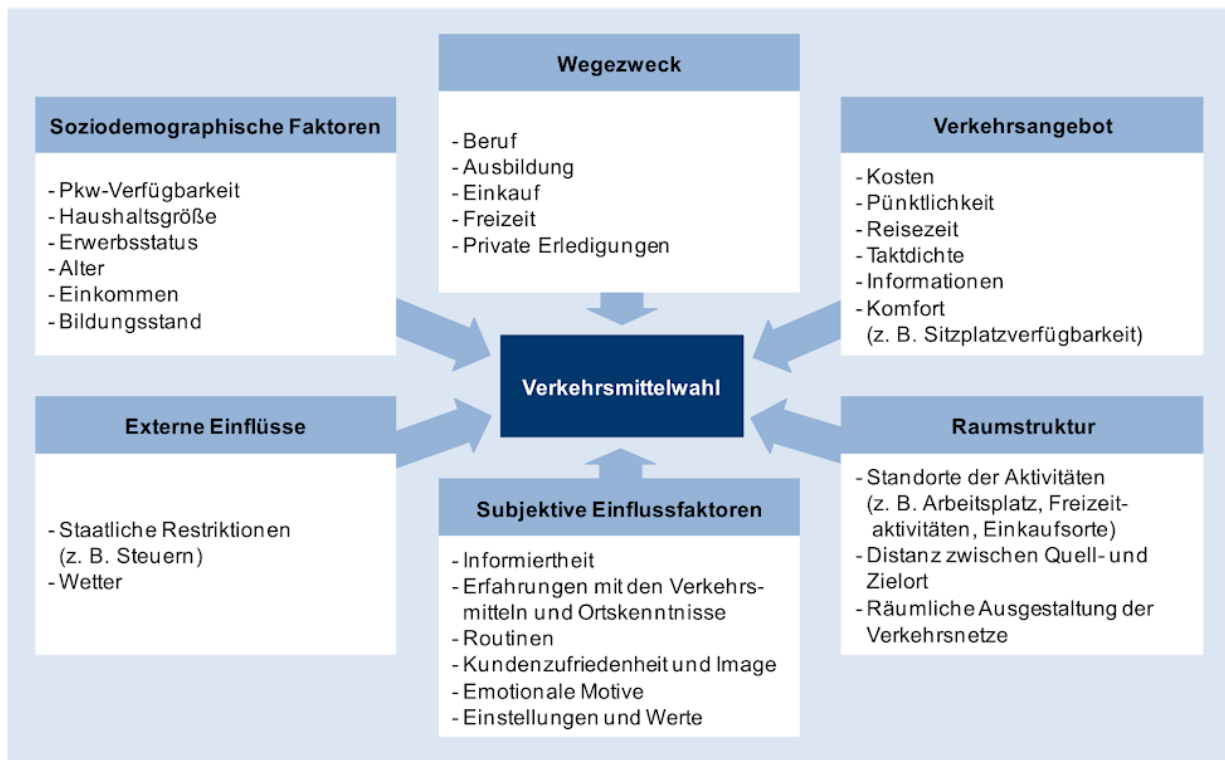 Wegezweck
- Beruf
- Ausbildung
- Einkauf
- Freizeit
- Private Erledigungen
Soziodemographische Faktoren
- Pkw-Verfügbarkeit
- Haushaltsgröße
- Erwerbsstatus
- Alter
- Einkommen
- Bildungsstand
Verkehrsangebot
- Kosten
- Pünktlichkeit
- Reisezeit
- Taktdichte
- Informationen
- Komfort
(z. B. Sitzplatzverfügbarkeit)
Verkehrsmittelwahl
Externe Einflüsse
- Staatliche Restriktionen
(z. B. Steuern)
- Wetter
Subjektive Einflussfaktoren
- Informiertheit
- Erfahrungen mit den Verkehrs-
mitteln und Ortskenntnisse
- Routinen
- Kundenzufriedenheit und Image
- Emotionale Motive
- Einstellungen und Werte
Raumstruktur
- Standorte der Aktivitäten
(z. B. Arbeitsplatz, Freizeit-
aktivitäten, Einkaufsorte)
- Distanz zwischen Quell- und
Zielort
- Räumliche Ausgestaltung der
Verkehrsnetze